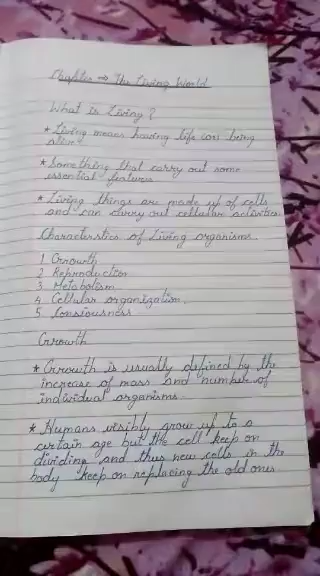 Chapter ⇒ The Living World
What is Living?
* Living means having life (or) being
alive.
* Something that carry out some
essential features
* Living things are made up of cells
and can carry out cellular activities
Characteristics of Living organisms.
1 Growth
2 Reproduction
3 Metabolism
4 Cellular organization.
5 Consiousness
Growth
* Growth is usually defined by the
increase of mass and number of
individual organisms.
* Humans visibly grow up to a
certain age but the cell keep on
dividing and thus new cells in the
body keep on replacing the old ones